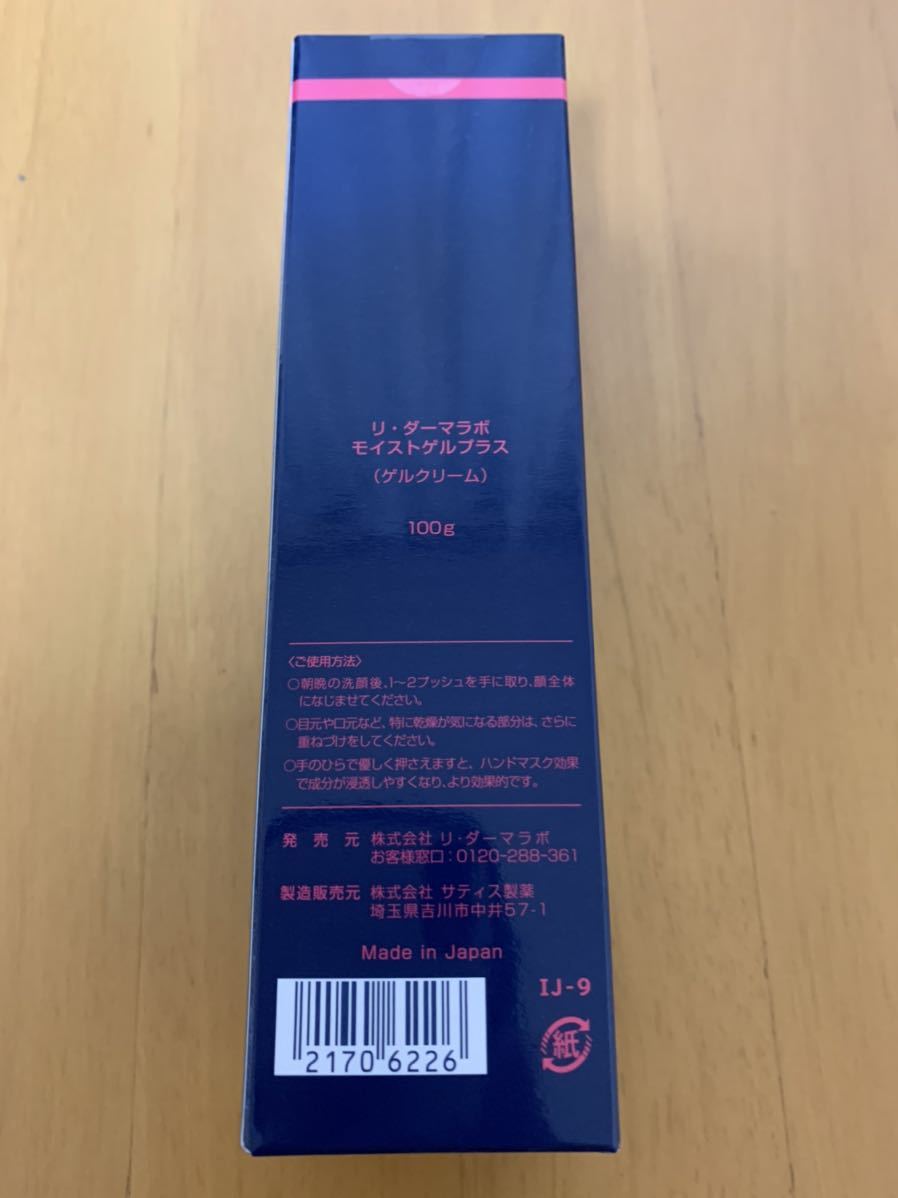 リ・ダーマラボ
モイストゲルプラス
（ゲルクリーム）
100g
〈ご使用方法〉
○朝晩の洗顔後、1〜2プッシュを手に取り、顔全体
になじませてください。
○目元や口元など、特に乾燥が気になる部分は、さらに
重ねづけをしてください。
○手のひらで優しく押さえますと、ハンドマスク効果
で成分が浸透しやすくなり、より効果的です。
発売元 株式会社 リ・ダーマラボ
お客様窓口：0120-288-361
製造販売元 株式会社 サティス製薬
埼玉県吉川市中井57-1
Made in Japan
IJ-9
紙
2170 6226